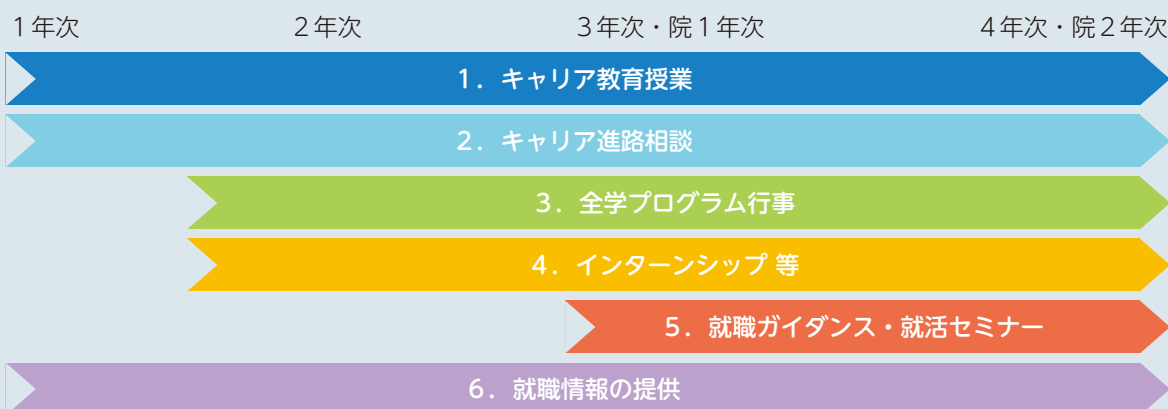 １年次　２年次　３年次・院１年次　４年次・院２年次
１．キャリア教育授業
２．キャリア進路相談
３．全学プログラム行事
４．インターンシップ 等
５．就職ガイダンス・就活セミナー
６．就職情報の提供